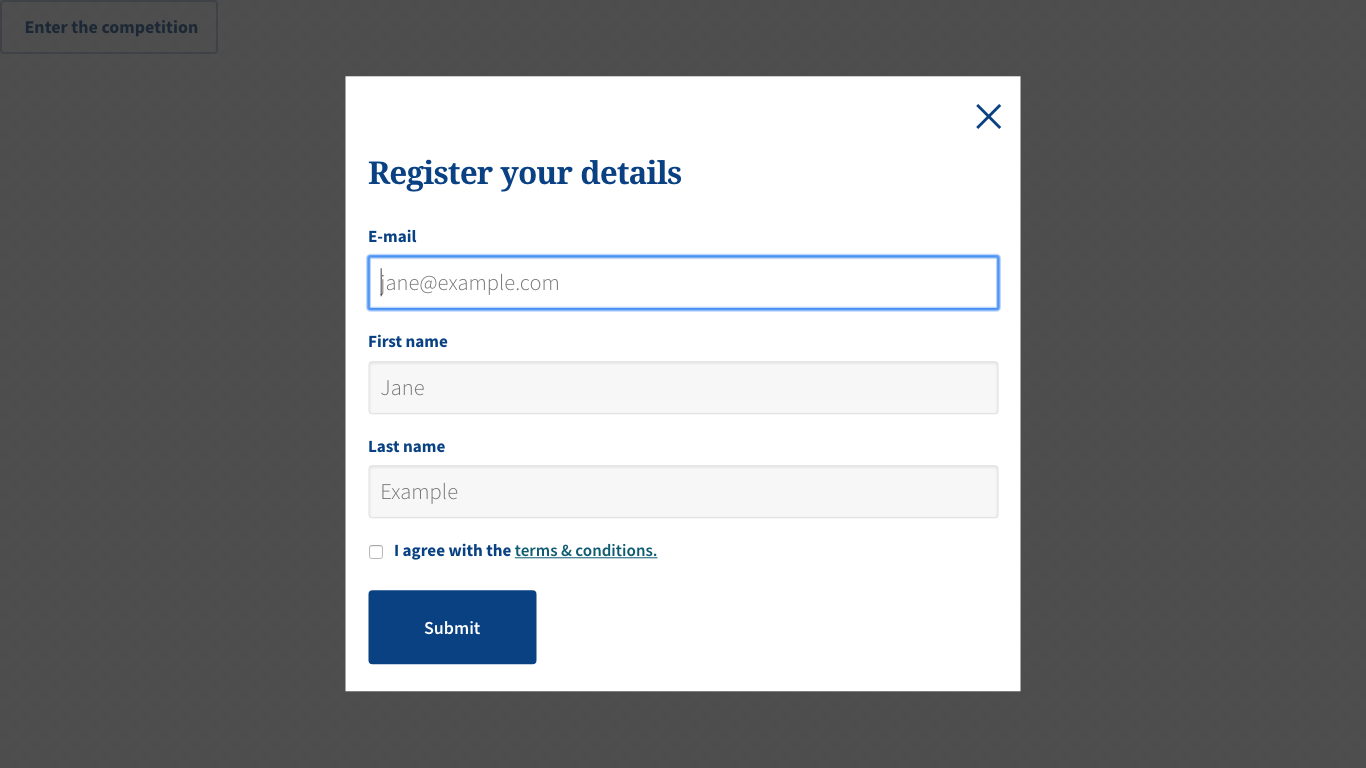 Enter the competition
Register your details
E-mail
jane@example.com
First name
Jane
Last name
Example
I agree with the terms & conditions.
Submit